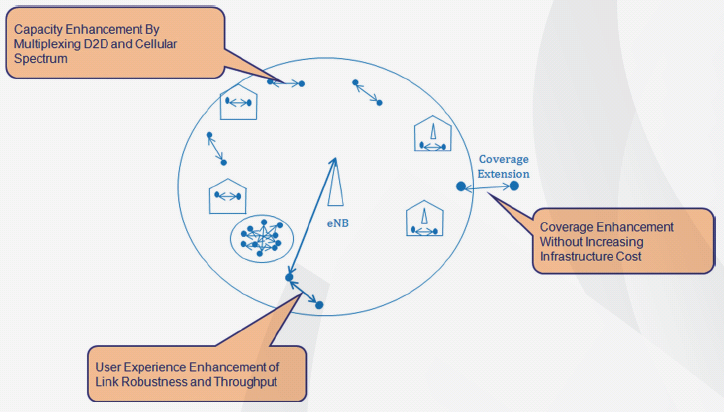 Capacity Enhancement By
Multiplexing D2D and Cellular
Spectrum
Coverage
Extension
eNB
Coverage Enhancement
Without Increasing
Infrastructure Cost
User Experience Enhancement of
Link Robustness and Throughput